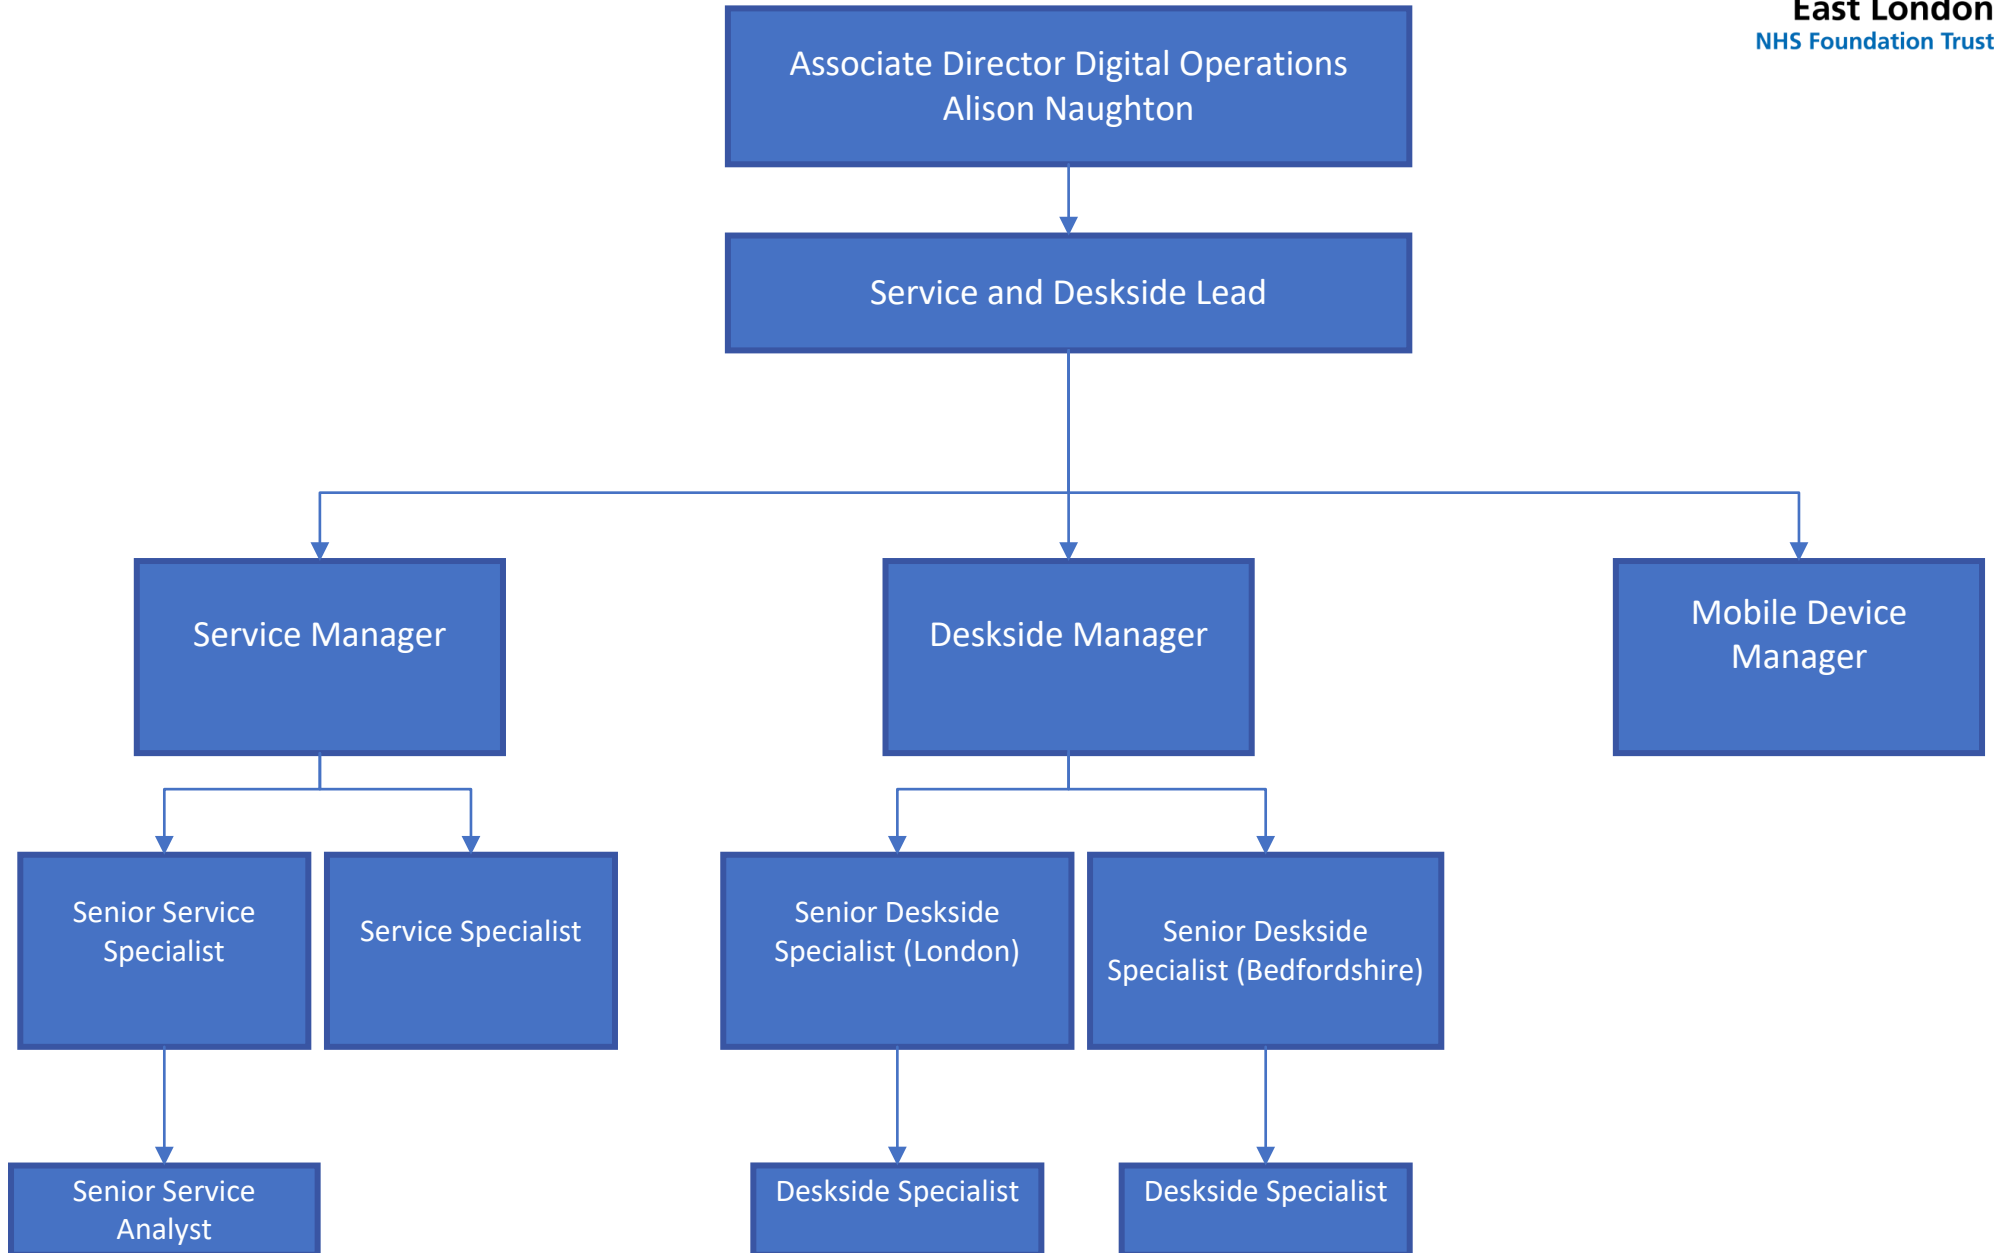 East London
NHS Foundation Trust
Associate Director Digital Operations
Alison Naughton
Service and Deskside Lead
Service Manager
Deskside Manager
Mobile Device
Manager
Senior Service
Specialist
Service Specialist
Senior Deskside
Specialist (London)
Senior Deskside
Specialist (Bedfordshire)
Senior Service
Analyst
Deskside Specialist
Deskside Specialist